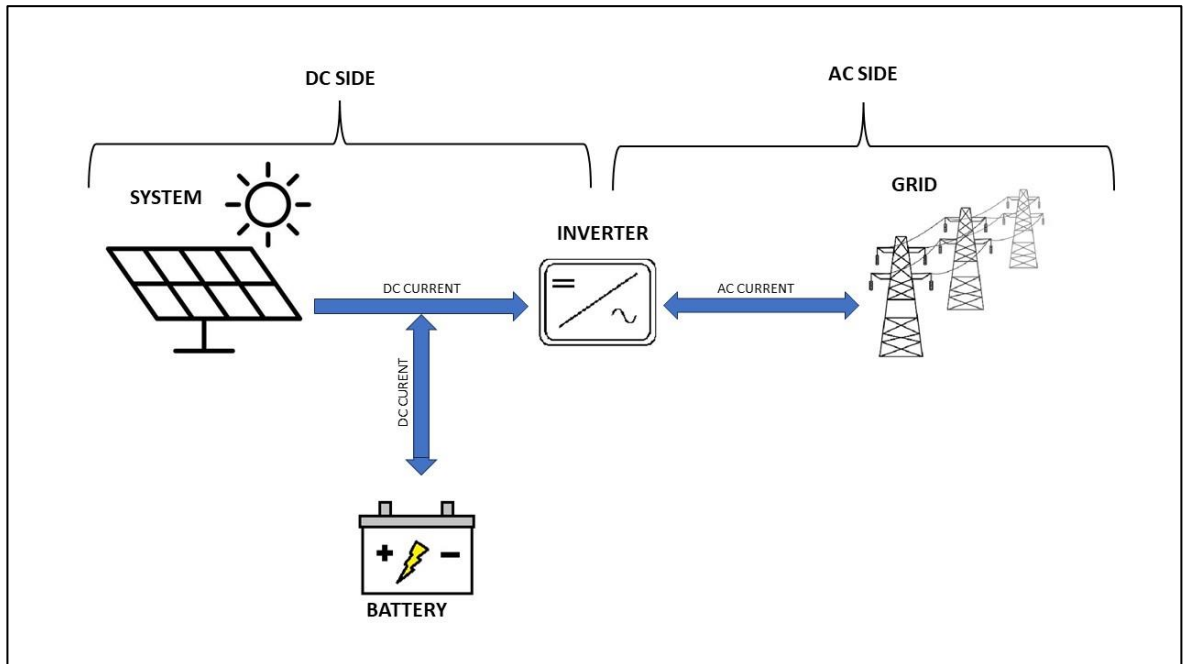 DC SIDE
AC SIDE
SYSTEM
GRID
INVERTER
DC CURRENT
AC CURRENT
DC CURENT
+ -
BATTERY